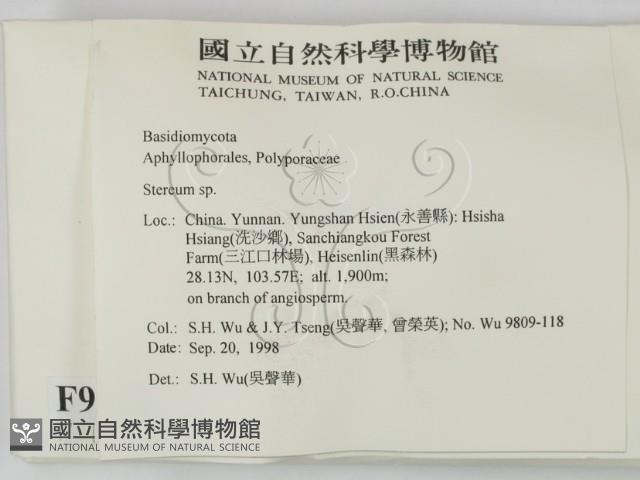 國立自然科學博物館
NATIONAL MUSEUM OF NATURAL SCIENCE
TAICHUNG, TAIWAN, R.O.CHINA
Basidiomycota
Aphyllophorales, Polyporaceae
Stereum sp.
Loc.: China. Yunnan. Yungshan Hsien(永善縣): Hsisha
Hsiang(洗沙鄉), Sanchiangkou Forest
Farm(三江口林場), Heisenlin(黑森林)
28.13N, 103.57E; alt. 1,900m;
on branch of angiosperm.
Col.: S.H. Wu & J.Y. Tseng(吳聲華, 曾榮英); No. Wu 9809-118
Date: Sep. 20, 1998
Det.: S.H. Wu(吳聲華)
F9
國立自然科學博物館
NATIONAL MUSEUM OF NATURAL SCIENCE